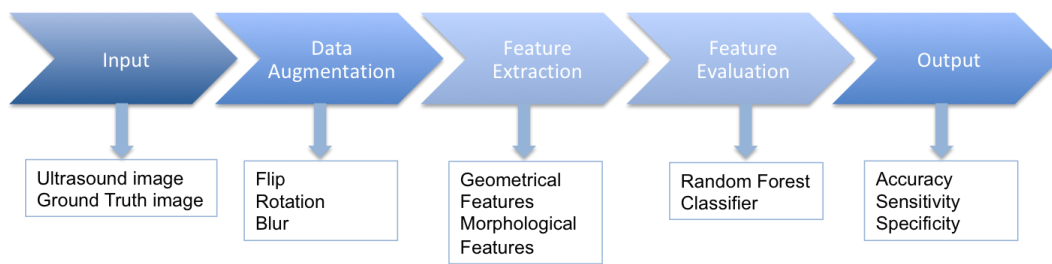 Input
Data
Augmentation
Feature
Extraction
Feature
Evaluation
Output
Ultrasound image
Ground Truth image
Flip
Rotation
Blur
Geometrical
Features
Morphological
Features
Random Forest
Classifier
Accuracy
Sensitivity
Specificity